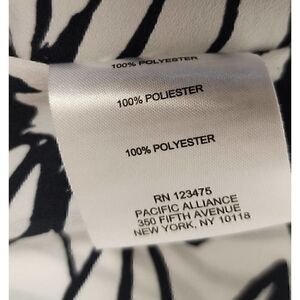 100% POLYESTER
100% POLIESTER
100% POLYESTER
RN 123475
PACIFIC ALLIANCE
350 FIFTH AVENUE
NEW YORK, NY 10118